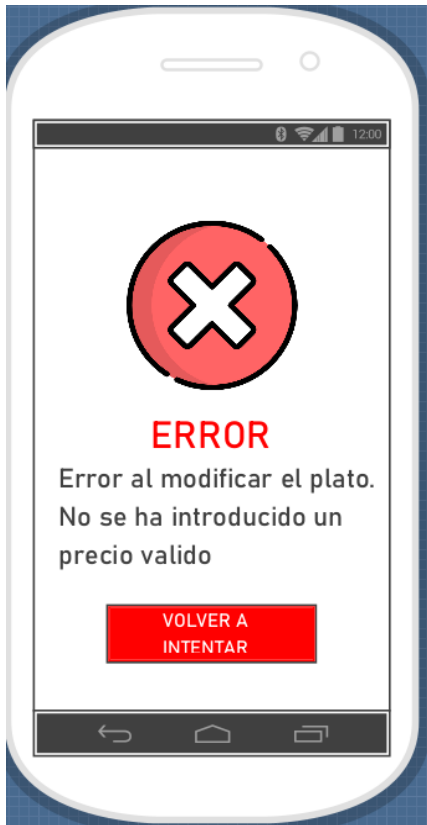 12:00
ERROR
Error al modificar el plato.
No se ha introducido un
precio valido
VOLVER A
INTENTAR